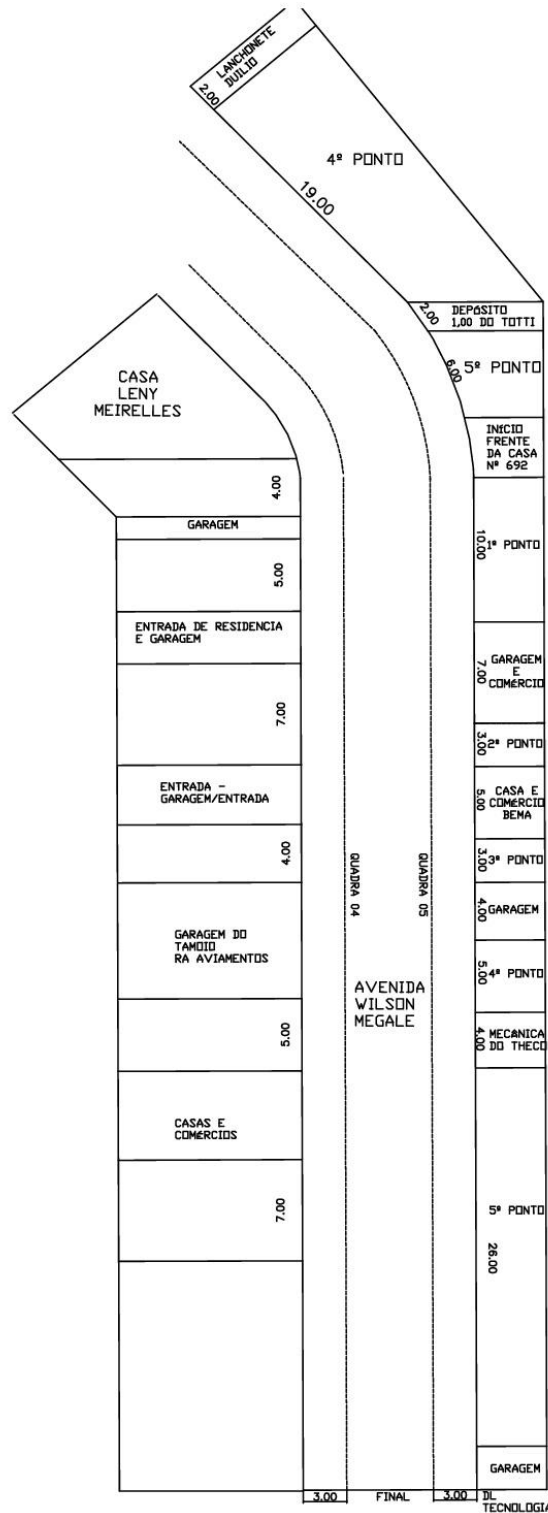 LANCHONETE
DUILIO
2.00
4º PONTO
19.00
2.00
DEPÓSITO
1,00 DO TOTTI
6.00
5º PONTO
CASA
LENY
MEIRELLES
INÍCIO
FRENTE
DA CASA
Nº 692
4.00
GARAGEM
10.00
1º PONTO
5.00
ENTRADA DE RESIDENCIA
E GARAGEM
7.00
GARAGEM
E
COMÉRCIO
7.00
3.00
2º PONTO
ENTRADA -
GARAGEM/ENTRADA
5.00
CASA E
COMÉRCIO
BEMA
4.00
3.00
3º PONTO
QUADRA 04
QUADRA 05
4.00
GARAGEM
GARAGEM DO
TAMOIO
RA AVIAMENTOS
5.00
4º PONTO
AVENIDA
WILSON
MEGALE
5.00
4.00
MECÂNICA
DO THECO
CASAS E
COMÉRCIOS
7.00
5º PONTO
26.00
GARAGEM
3.00
FINAL
3.00
DL
TECNOLOGIA